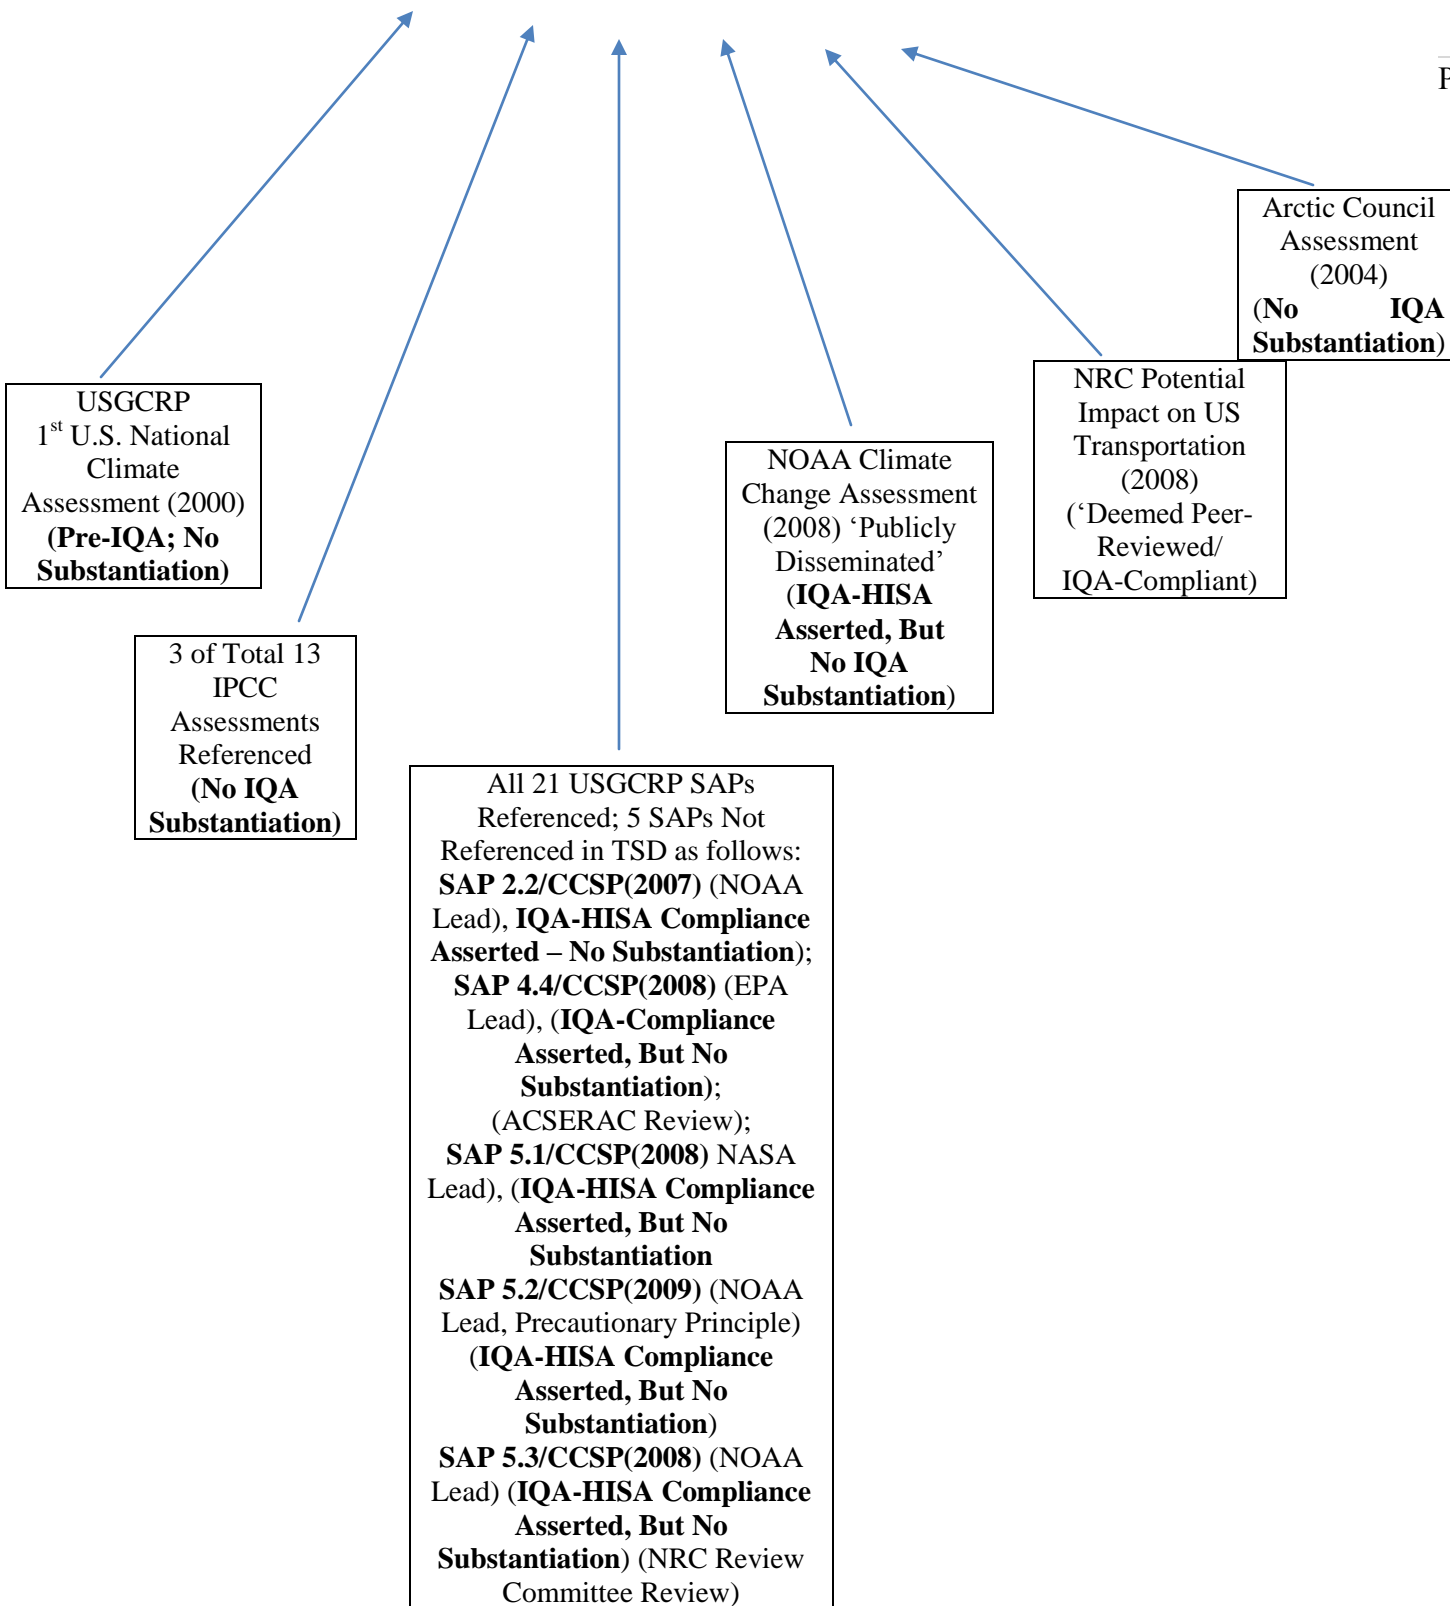 P
Arctic Council
Assessment
(2004)
(No IQA
Substantiation)
NRC Potential
Impact on US
Transportation
(2008)
(‘Deemed Peer-
Reviewed/
IQA-Compliant)
USGCRP
1st U.S. National
Climate
Assessment (2000)
(Pre-IQA; No
Substantiation)
NOAA Climate
Change Assessment
(2008) ‘Publicly
Disseminated’
(IQA-HISA
Asserted, But
No IQA
Substantiation)
3 of Total 13
IPCC
Assessments
Referenced
(No IQA
Substantiation)
All 21 USGCRP SAPs
Referenced; 5 SAPs Not
Referenced in TSD as follows:
SAP 2.2/CCSP(2007) (NOAA
Lead), IQA-HISA Compliance
Asserted – No Substantiation);
SAP 4.4/CCSP(2008) (EPA
Lead), (IQA-Compliance
Asserted, But No
Substantiation);
(ACSERAC Review);
SAP 5.1/CCSP(2008) NASA
Lead), (IQA-HISA Compliance
Asserted, But No
Substantiation
SAP 5.2/CCSP(2009) (NOAA
Lead, Precautionary Principle)
(IQA-HISA Compliance
Asserted, But No
Substantiation)
SAP 5.3/CCSP(2008) (NOAA
Lead) (IQA-HISA Compliance
Asserted, But No
Substantiation) (NRC Review
Committee Review)